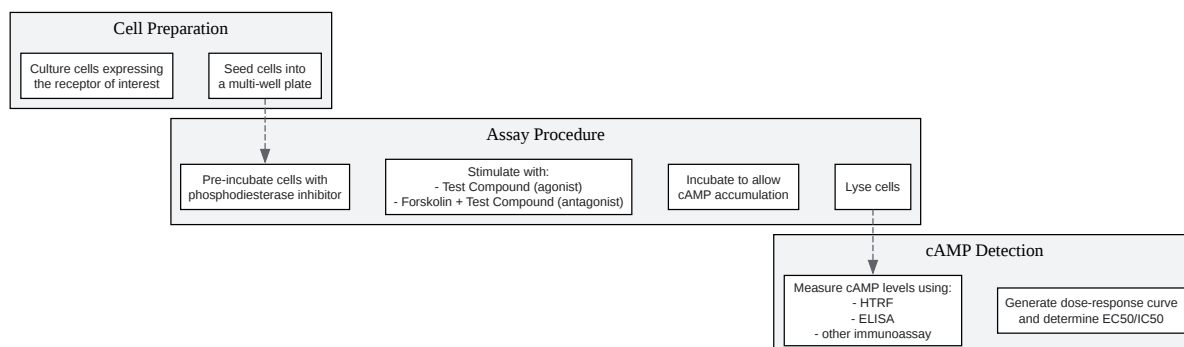 Cell Preparation
Culture cells expressing
the receptor of interest
Seed cells into
a multi-well plate
Assay Procedure
Pre-incubate cells with
phosphodiesterase inhibitor
Stimulate with:
- Test Compound (agonist)
- Forskolin + Test Compound (antagonist)
Incubate to allow
cAMP accumulation
Lyse cells
cAMP Detection
Measure cAMP levels using:
- HTRF
- ELISA
- other immunoassay
Generate dose-response curve
and determine EC50/IC50